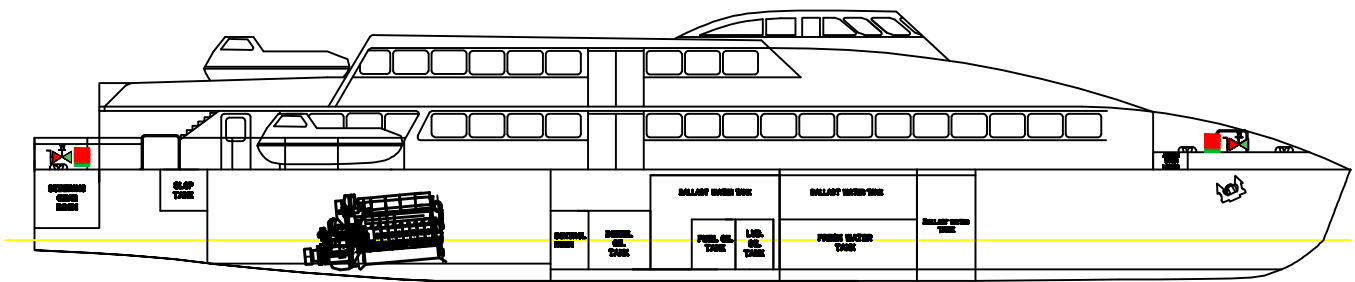 STEERING
GEAR
ROOM
SLOP
TANK
BALLAST WATER TANK
BALLAST WATER TANK
CONTROL
ROOM
DIESEL
OIL
TANK
FUEL OIL
TANK
LUB.
OIL
TANK
FRESH WATER
TANK
BALLAST WATER
TANK